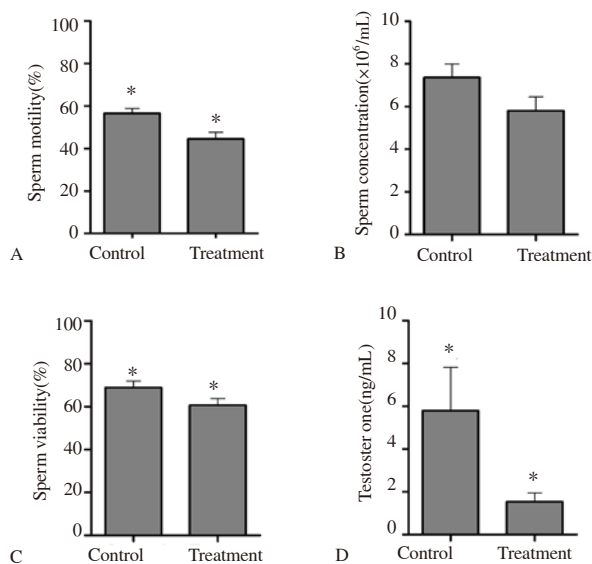 Sperm motility(%)
100
80
60
40
20
0
*
*
Control
Treatment
A
Sperm concentration(×10⁶/mL)
10
8
6
4
2
0
Control
Treatment
B
Sperm viability(%)
100
80
60
40
20
0
*
*
Control
Treatment
C
Testoster one(ng/mL)
10
8
6
4
2
0
*
*
Control
Treatment
D